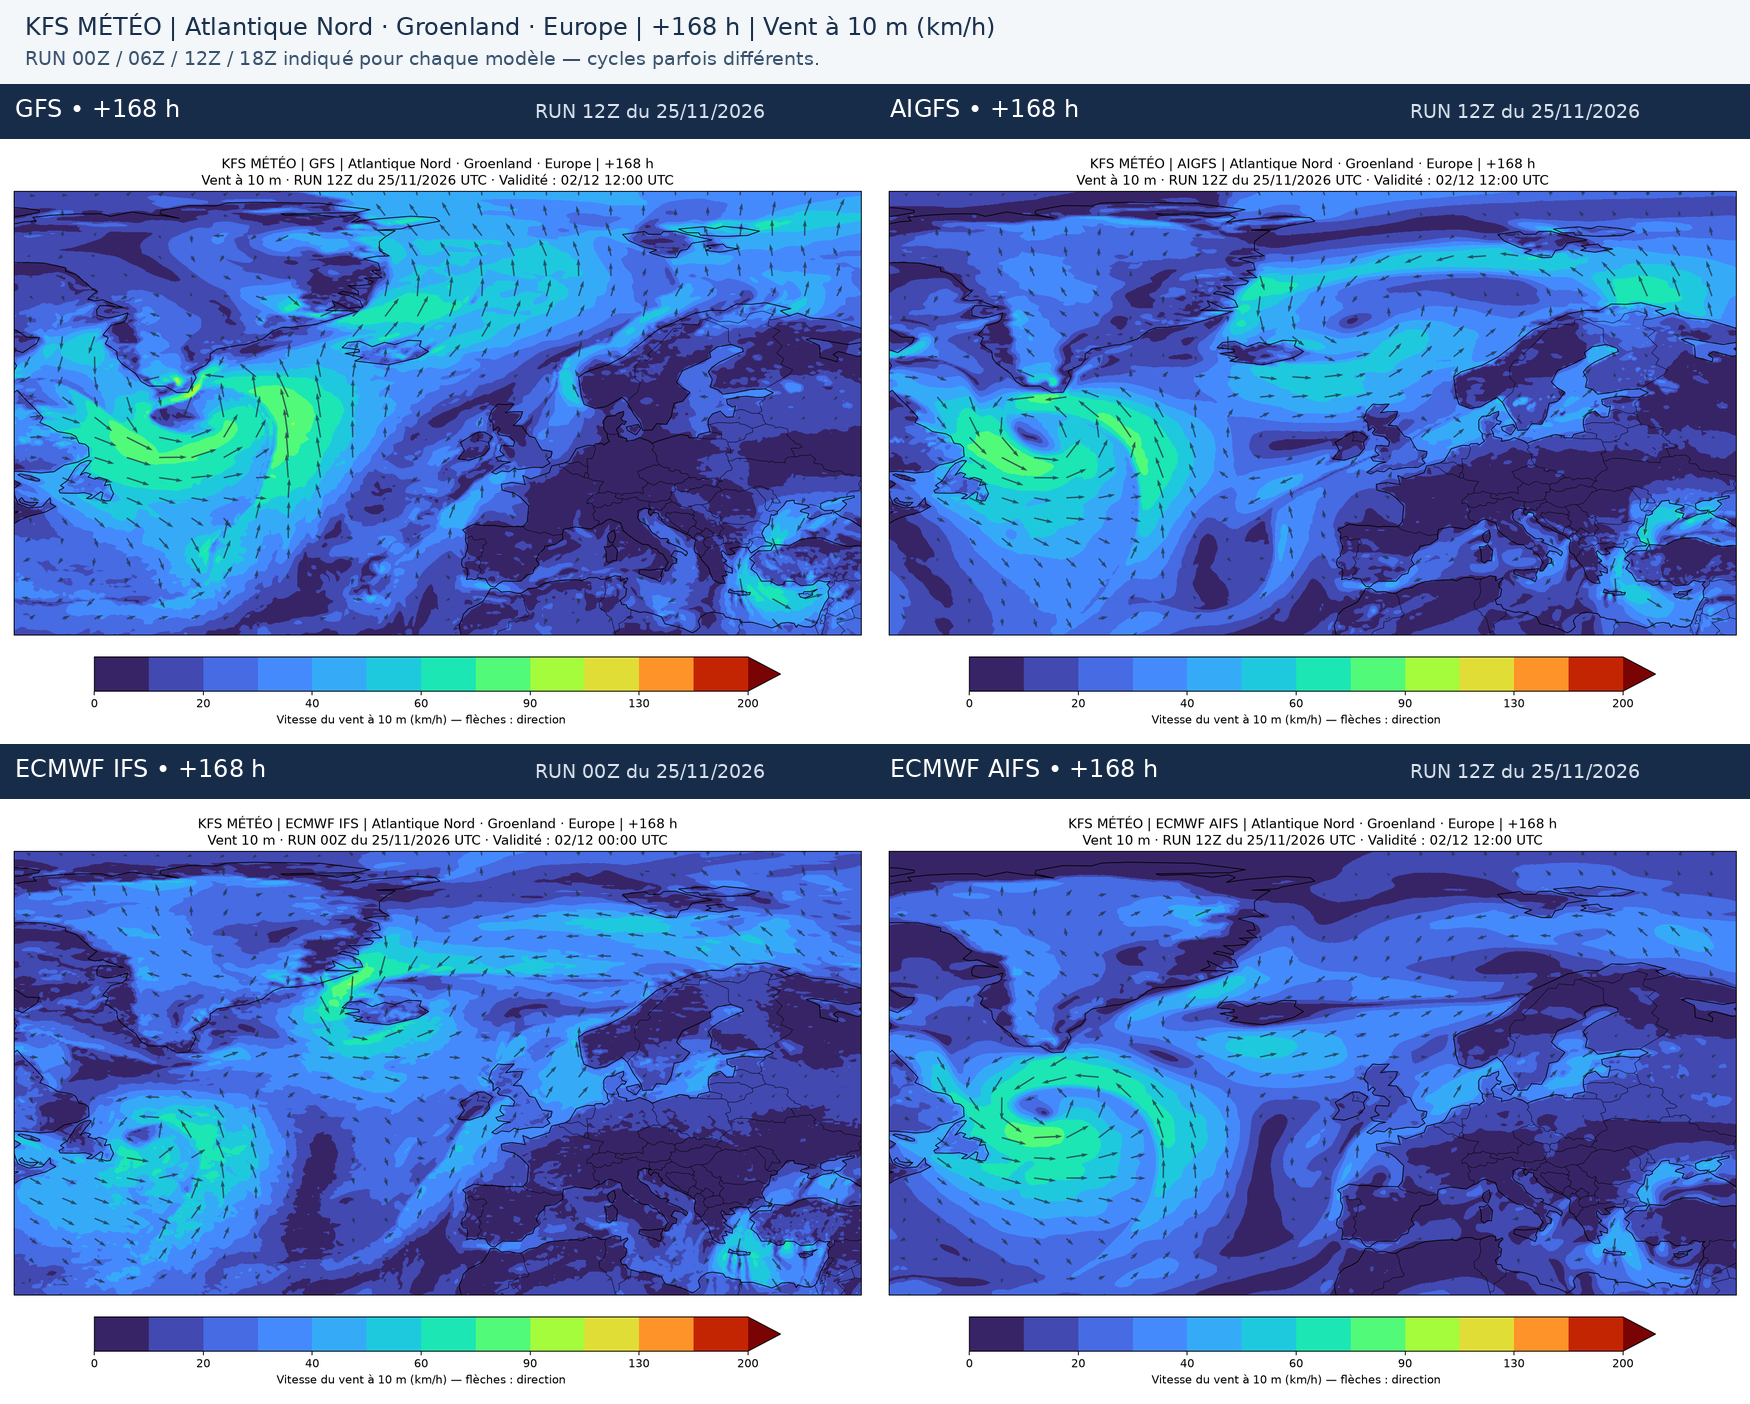 KFS MÉTÉO | Atlantique Nord · Groenland · Europe | +168 h | Vent à 10 m (km/h)
RUN 00Z / 06Z / 12Z / 18Z indiqué pour chaque modèle — cycles parfois différents.
GFS • +168 h RUN 12Z du 25/11/2026
KFS MÉTÉO | GFS | Atlantique Nord · Groenland · Europe | +168 h
Vent à 10 m · RUN 12Z du 25/11/2026 UTC · Validité : 02/12 12:00 UTC
0 20 40 60 90 130 200
Vitesse du vent à 10 m (km/h) — flèches : direction
AIGFS • +168 h RUN 12Z du 25/11/2026
KFS MÉTÉO | AIGFS | Atlantique Nord · Groenland · Europe | +168 h
Vent à 10 m · RUN 12Z du 25/11/2026 UTC · Validité : 02/12 12:00 UTC
0 20 40 60 90 130 200
Vitesse du vent à 10 m (km/h) — flèches : direction
ECMWF IFS • +168 h RUN 00Z du 25/11/2026
KFS MÉTÉO | ECMWF IFS | Atlantique Nord · Groenland · Europe | +168 h
Vent 10 m · RUN 00Z du 25/11/2026 UTC · Validité : 02/12 00:00 UTC
0 20 40 60 90 130 200
Vitesse du vent à 10 m (km/h) — flèches : direction
ECMWF AIFS • +168 h RUN 12Z du 25/11/2026
KFS MÉTÉO | ECMWF AIFS | Atlantique Nord · Groenland · Europe | +168 h
Vent 10 m · RUN 12Z du 25/11/2026 UTC · Validité : 02/12 12:00 UTC
0 20 40 60 90 130 200
Vitesse du vent à 10 m (km/h) — flèches : direction